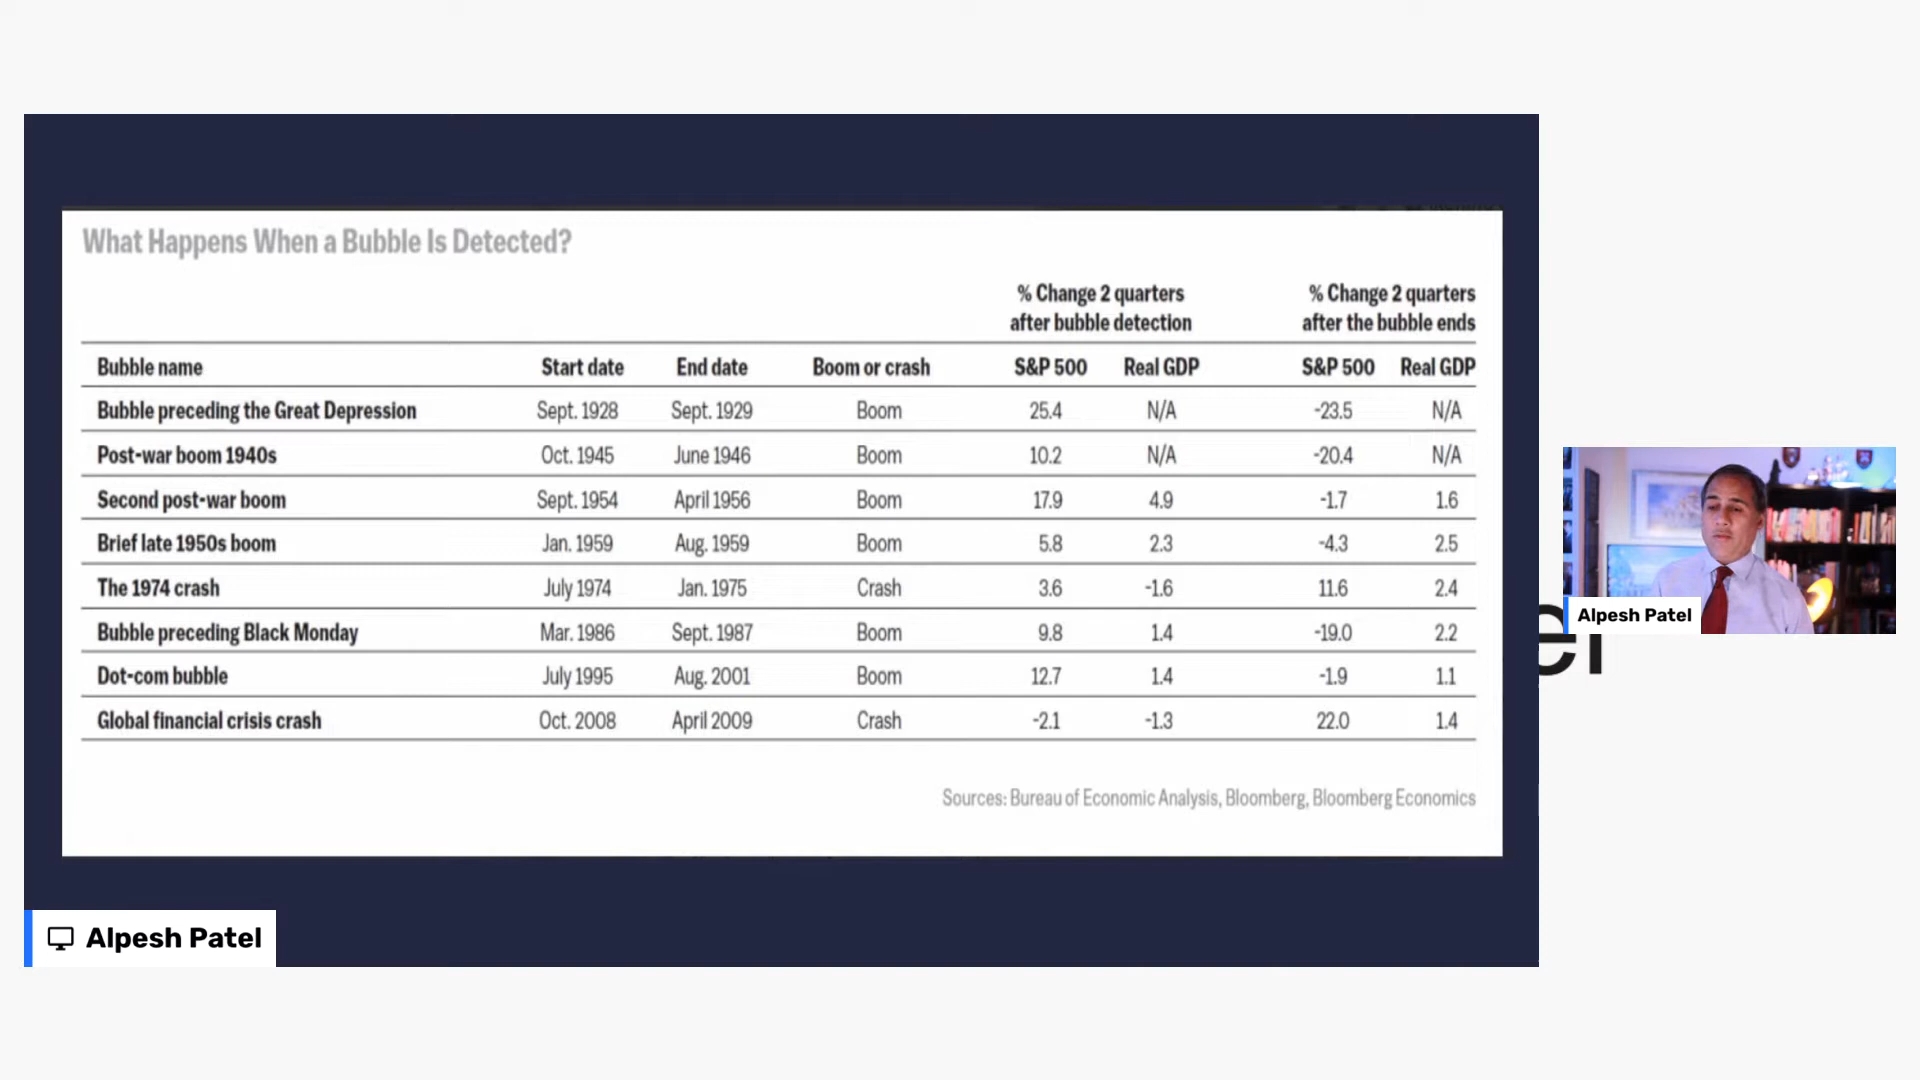 What Happens When a Bubble Is Detected?
% Change 2 quarters % Change 2 quarters
after bubble detection after the bubble ends
Bubble name Start date End date Boom or crash S&P 500 Real GDP S&P 500 Real GDP
Bubble preceding the Great Depression Sept. 1928 Sept. 1929 Boom 25.4 N/A -23.5 N/A
Post-war boom 1940s Oct. 1945 June 1946 Boom 10.2 N/A -20.4 N/A
Second post-war boom Sept. 1954 April 1956 Boom 17.9 4.9 -1.7 1.6
Brief late 1950s boom Jan. 1959 Aug. 1959 Boom 5.8 2.3 -4.3 2.5
The 1974 crash July 1974 Jan. 1975 Crash 3.6 -1.6 11.6 2.4
Bubble preceding Black Monday Mar. 1986 Sept. 1987 Boom 9.8 1.4 -19.0 2.2
Dot-com bubble July 1995 Aug. 2001 Boom 12.7 1.4 -1.9 1.1
Global financial crisis crash Oct. 2008 April 2009 Crash -2.1 -1.3 22.0 1.4
Sources: Bureau of Economic Analysis, Bloomberg, Bloomberg Economics
Alpesh Patel
Alpesh Patel